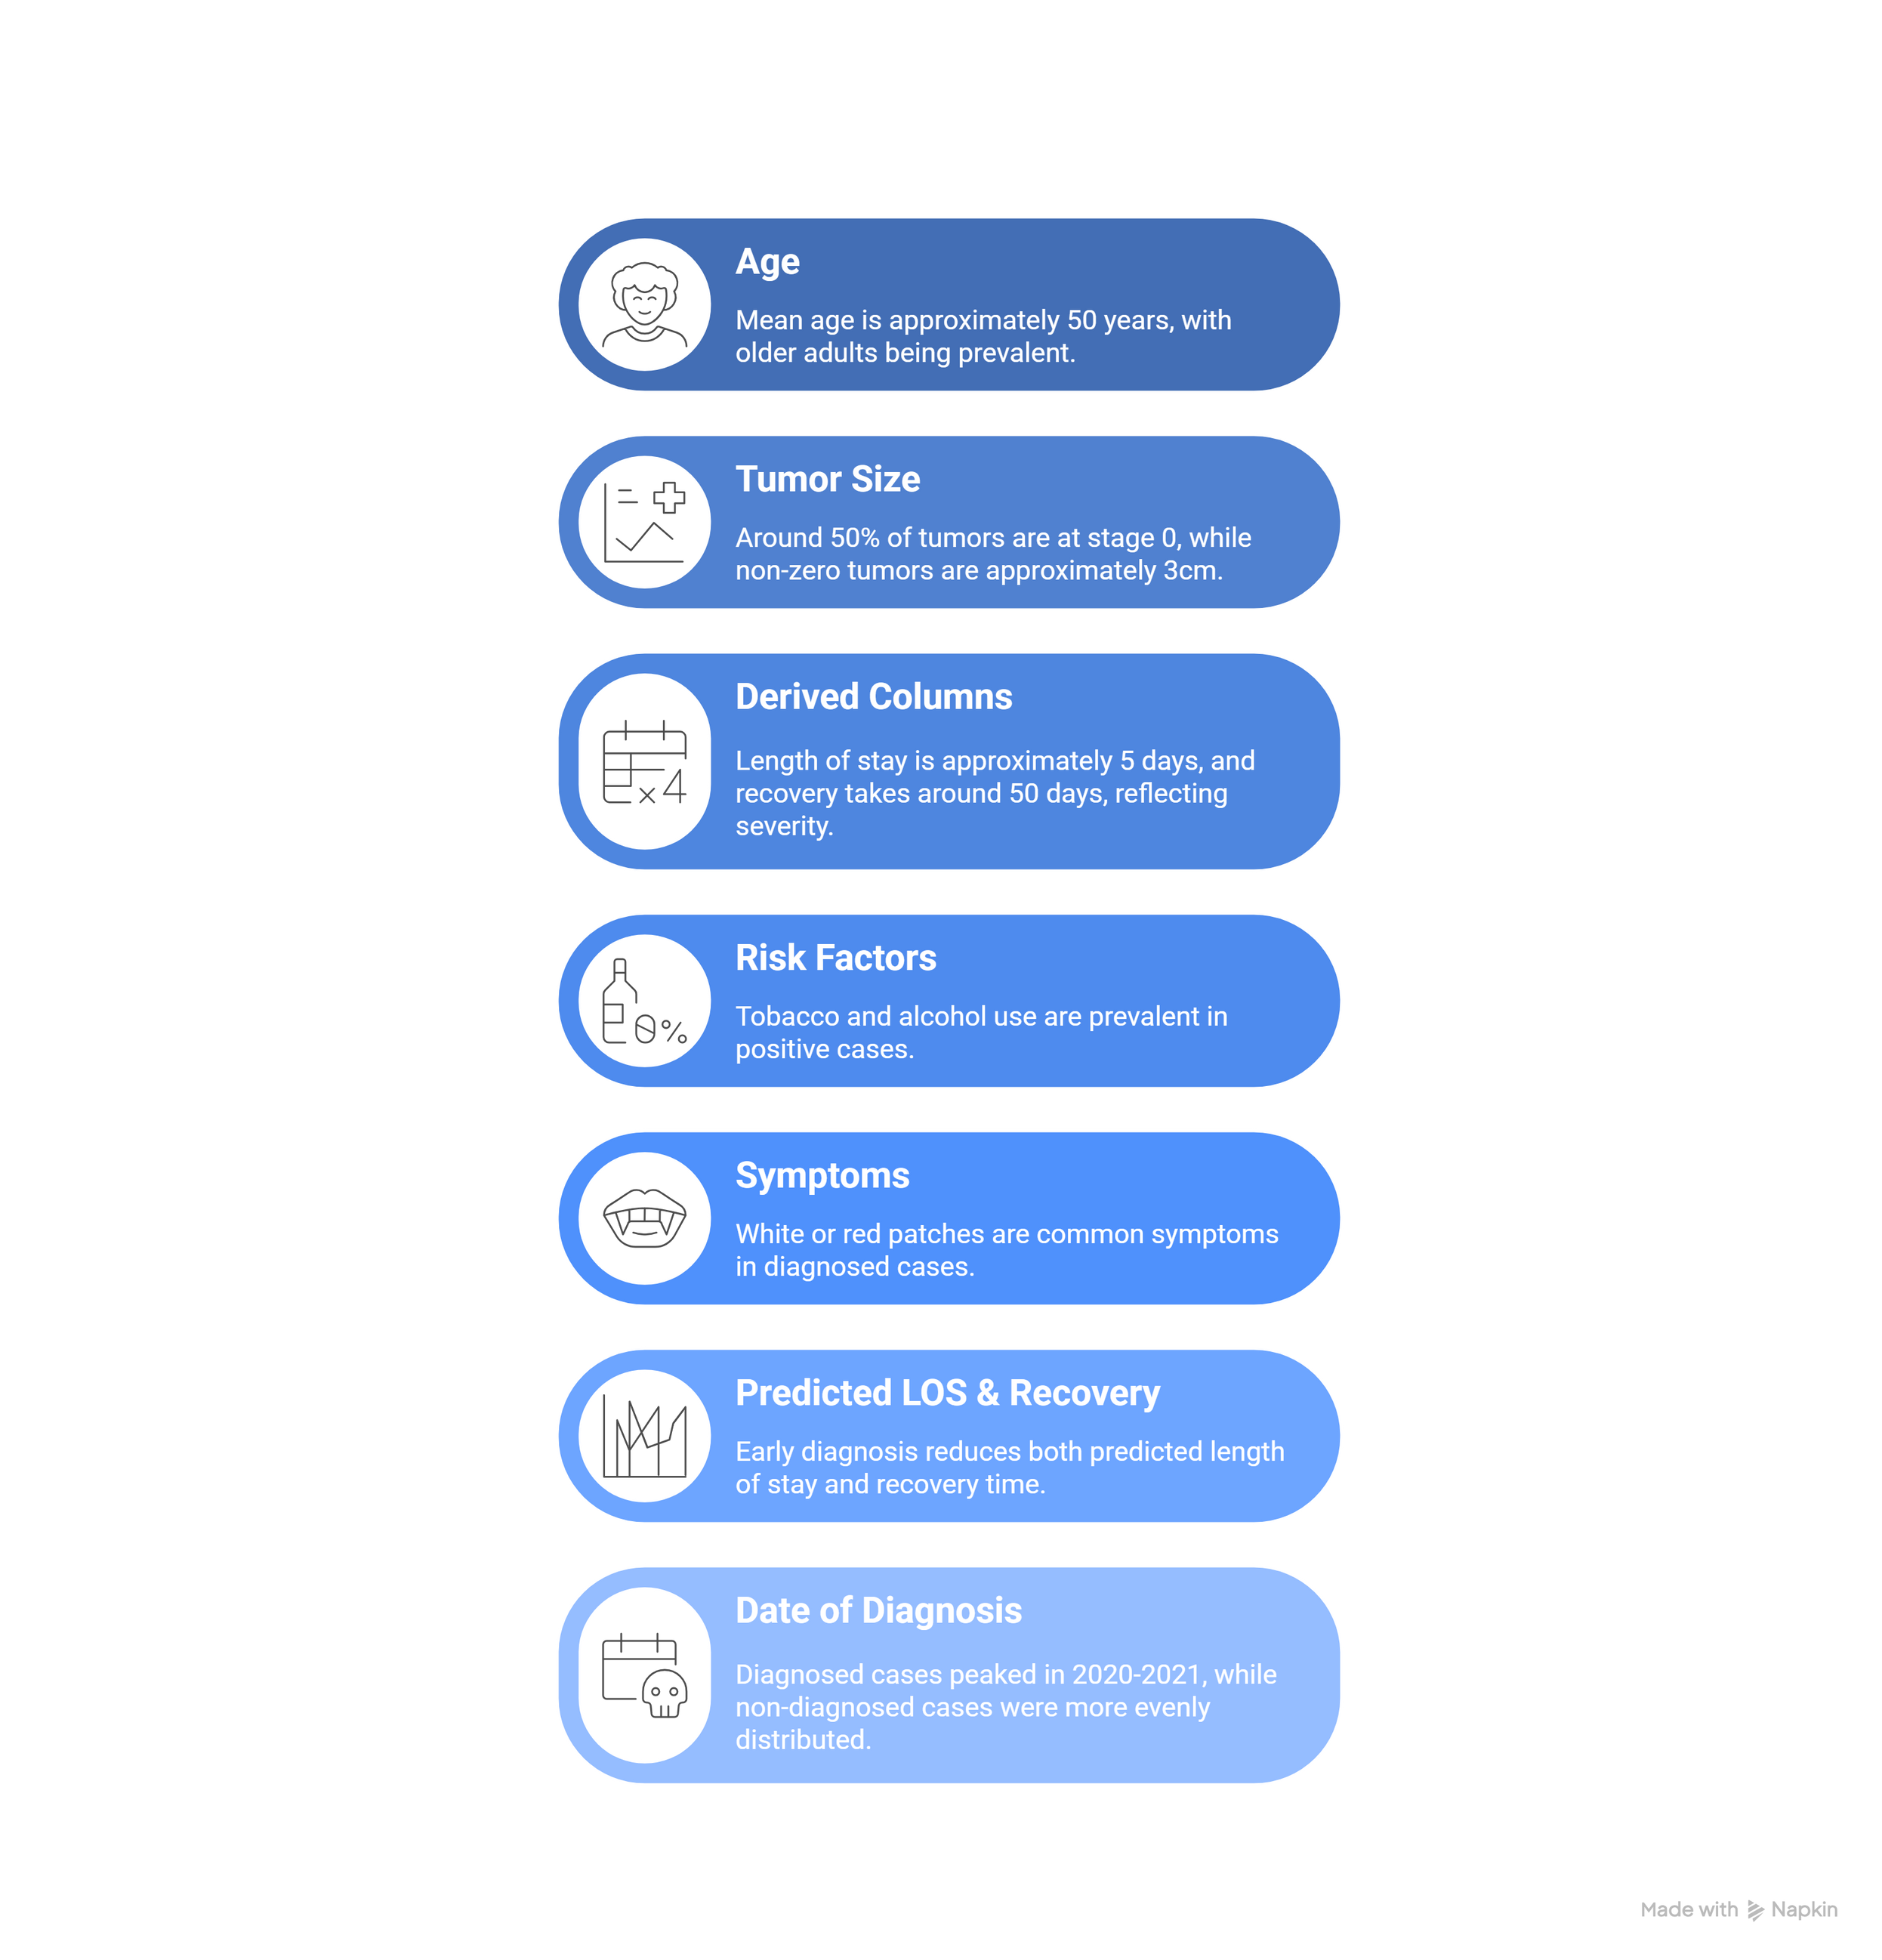 Age
Mean age is approximately 50 years, with
older adults being prevalent.
Tumor Size
Around 50% of tumors are at stage 0, while
non-zero tumors are approximately 3cm.
Derived Columns
Length of stay is approximately 5 days, and
recovery takes around 50 days, reflecting
severity.
×4
Risk Factors
Tobacco and alcohol use are prevalent in
positive cases.
%
Symptoms
White or red patches are common symptoms
in diagnosed cases.
Predicted LOS & Recovery
Early diagnosis reduces both predicted length
of stay and recovery time.
Date of Diagnosis
Diagnosed cases peaked in 2020-2021, while
non-diagnosed cases were more evenly
distributed.
Made with Napkin